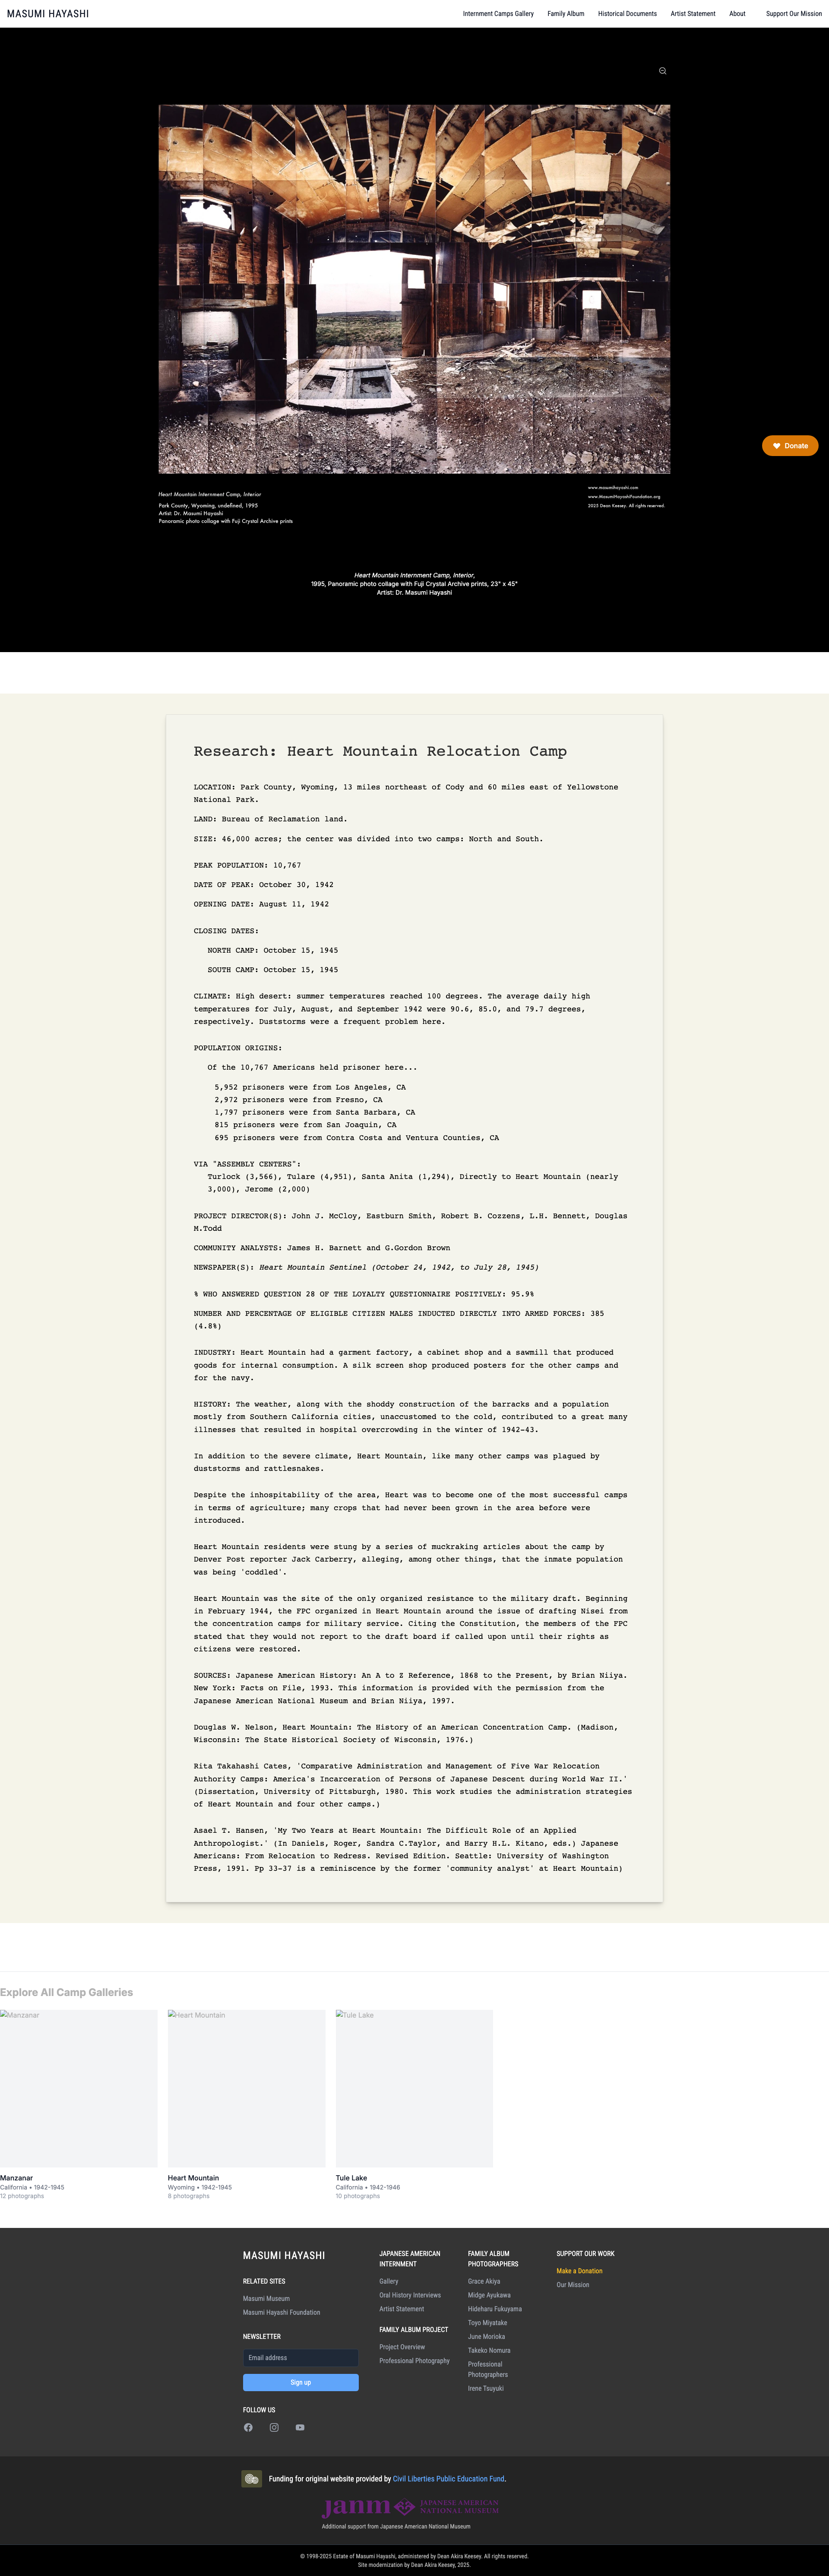 MASUMI HAYASHI
Internment Camps Gallery
Family Album
Historical Documents
Artist Statement
About
Support Our Mission
Donate
Heart Mountain Internment Camp, Interior
Park County, Wyoming, undefined, 1995
Artist: Dr. Masumi Hayashi
Panoramic photo collage with Fuji Crystal Archive prints
www.masumihayashi.com
www.MasumiHayashiFoundation.org
2023 Dean Keesey. All rights reserved.
Heart Mountain Internment Camp, Interior,
1995, Panoramic photo collage with Fuji Crystal Archive prints, 23" x 45"
Artist: Dr. Masumi Hayashi
Research: Heart Mountain Relocation Camp
LOCATION: Park County, Wyoming, 13 miles northeast of Cody and 60 miles east of Yellowstone
National Park.
LAND: Bureau of Reclamation land.
SIZE: 46,000 acres; the center was divided into two camps: North and South.
PEAK POPULATION: 10,767
DATE OF PEAK: October 30, 1942
OPENING DATE: August 11, 1942
CLOSING DATES:
NORTH CAMP: October 15, 1945
SOUTH CAMP: October 15, 1945
CLIMATE: High desert: summer temperatures reached 100 degrees. The average daily high
temperatures for July, August, and September 1942 were 90.6, 85.0, and 79.7 degrees,
respectively. Duststorms were a frequent problem here.
POPULATION ORIGINS:
Of the 10,767 Americans held prisoner here...
5,952 prisoners were from Los Angeles, CA
2,972 prisoners were from Fresno, CA
1,797 prisoners were from Santa Barbara, CA
815 prisoners were from San Joaquin, CA
695 prisoners were from Contra Costa and Ventura Counties, CA
VIA "ASSEMBLY CENTERS":
Turlock (3,566), Tulare (4,951), Santa Anita (1,294), Directly to Heart Mountain (nearly
3,000), Jerome (2,000)
PROJECT DIRECTOR(S): John J. McCloy, Eastburn Smith, Robert B. Cozzens, L.H. Bennett, Douglas
M.Todd
COMMUNITY ANALYSTS: James H. Barnett and G.Gordon Brown
NEWSPAPER(S): Heart Mountain Sentinel (October 24, 1942, to July 28, 1945)
% WHO ANSWERED QUESTION 28 OF THE LOYALTY QUESTIONNAIRE POSITIVELY: 95.9%
NUMBER AND PERCENTAGE OF ELIGIBLE CITIZEN MALES INDUCTED DIRECTLY INTO ARMED FORCES: 385
(4.8%)
INDUSTRY: Heart Mountain had a garment factory, a cabinet shop and a sawmill that produced
goods for internal consumption. A silk screen shop produced posters for the other camps and
for the navy.
HISTORY: The weather, along with the shoddy construction of the barracks and a population
mostly from Southern California cities, unaccustomed to the cold, contributed to a great many
illnesses that resulted in hospital overcrowding in the winter of 1942-43.
In addition to the severe climate, Heart Mountain, like many other camps was plagued by
duststorms and rattlesnakes.
Despite the inhospitability of the area, Heart was to become one of the most successful camps
in terms of agriculture; many crops that had never been grown in the area before were
introduced.
Heart Mountain residents were stung by a series of muckraking articles about the camp by
Denver Post reporter Jack Carberry, alleging, among other things, that the inmate population
was being 'coddled'.
Heart Mountain was the site of the only organized resistance to the military draft. Beginning
in February 1944, the FPC organized in Heart Mountain around the issue of drafting Nisei from
the concentration camps for military service. Citing the Constitution, the members of the FPC
stated that they would not report to the draft board if called upon until their rights as
citizens were restored.
SOURCES: Japanese American History: An A to Z Reference, 1868 to the Present, by Brian Niiya.
New York: Facts on File, 1993. This information is provided with the permission from the
Japanese American National Museum and Brian Niiya, 1997.
Douglas W. Nelson, Heart Mountain: The History of an American Concentration Camp. (Madison,
Wisconsin: The State Historical Society of Wisconsin, 1976.)
Rita Takahashi Cates, 'Comparative Administration and Management of Five War Relocation
Authority Camps: America's Incarceration of Persons of Japanese Descent during World War II.'
(Dissertation, University of Pittsburgh, 1980. This work studies the administration strategies
of Heart Mountain and four other camps.)
Asael T. Hansen, 'My Two Years at Heart Mountain: The Difficult Role of an Applied
Anthropologist.' (In Daniels, Roger, Sandra C.Taylor, and Harry H.L. Kitano, eds.) Japanese
Americans: From Relocation to Redress. Revised Edition. Seattle: University of Washington
Press, 1991. Pp 33-37 is a reminiscence by the former 'community analyst' at Heart Mountain)
Explore All Camp Galleries
Manzanar
Heart Mountain
Tule Lake
Manzanar
California • 1942-1945
12 photographs
Heart Mountain
Wyoming • 1942-1945
8 photographs
Tule Lake
California • 1942-1946
10 photographs
MASUMI HAYASHI
RELATED SITES
Masumi Museum
Masumi Hayashi Foundation
NEWSLETTER
Email address
Sign up
FOLLOW US
JAPANESE AMERICAN
INTERNMENT
Gallery
Oral History Interviews
Artist Statement
FAMILY ALBUM PROJECT
Project Overview
Professional Photography
FAMILY ALBUM
PHOTOGRAPHERS
Grace Akiya
Midge Ayukawa
Hideharu Fukuyama
Toyo Miyatake
June Morioka
Takeko Nomura
Professional
Photographers
Irene Tsuyuki
SUPPORT OUR WORK
Make a Donation
Our Mission
Funding for original website provided by Civil Liberties Public Education Fund.
janm
JAPANESE AMERICAN
NATIONAL MUSEUM
Additional support from Japanese American National Museum
© 1998-2025 Estate of Masumi Hayashi, administered by Dean Akira Keesey. All rights reserved.
Site modernization by Dean Akira Keesey, 2025.